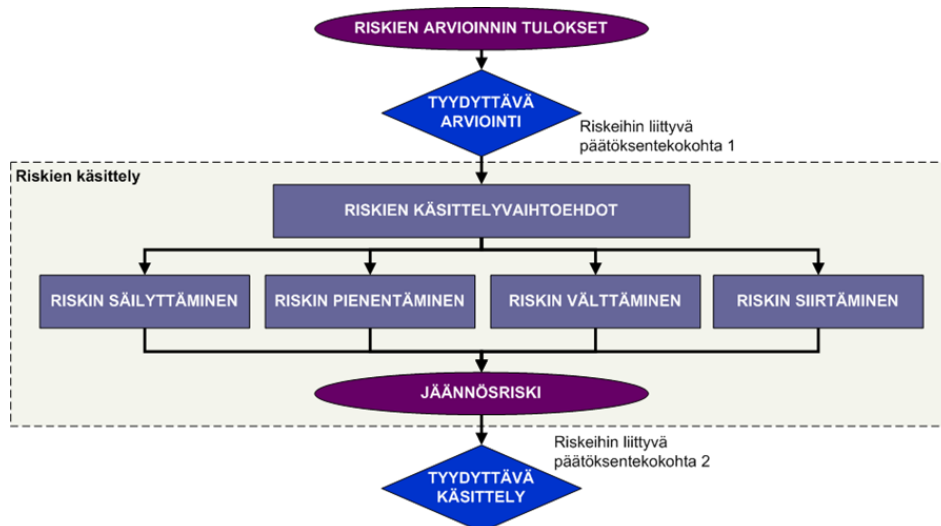 RISKIEN ARVIOINNIN TULOKSET
TYYDYTTÄVÄ
ARVIOINTI
Riskeihin liittyvä
päätöksentekokohta 1
Riskien käsittely
RISKIEN KÄSITTELYVAIHTOEHDOT
RISKIN SÄILYTTÄMINEN
RISKIN PIENENTÄMINEN
RISKIN VÄLTTÄMINEN
RISKIN SIIRTÄMINEN
JÄÄNNÖSRISKI
Riskeihin liittyvä
päätöksentekokohta 2
TYYDYTTÄVÄ
KÄSITTELY